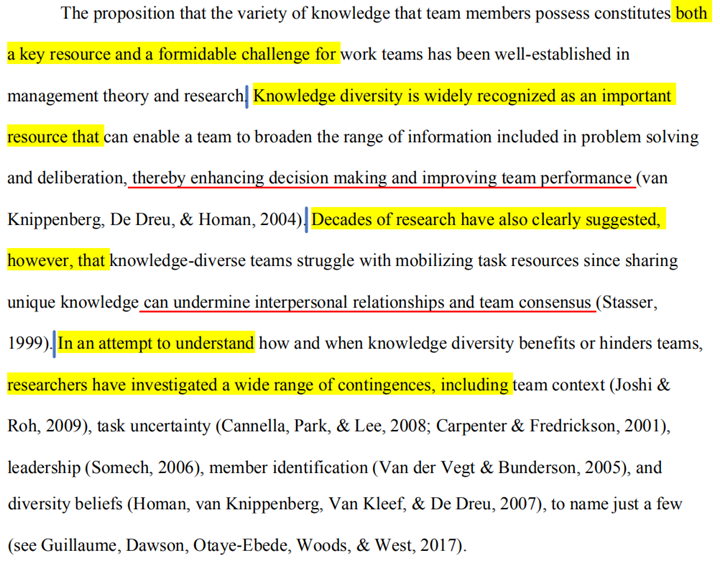 The proposition that the variety of knowledge that team members possess constitutes both
a key resource and a formidable challenge for work teams has been well-established in
management theory and research. Knowledge diversity is widely recognized as an important
resource that can enable a team to broaden the range of information included in problem solving
and deliberation, thereby enhancing decision making and improving team performance (van
Knippenberg, De Dreu, & Homan, 2004). Decades of research have also clearly suggested,
however, that knowledge-diverse teams struggle with mobilizing task resources since sharing
unique knowledge can undermine interpersonal relationships and team consensus (Stasser,
1999). In an attempt to understand how and when knowledge diversity benefits or hinders teams,
researchers have investigated a wide range of contingences, including team context (Joshi &
Roh, 2009), task uncertainty (Cannella, Park, & Lee, 2008; Carpenter & Fredrickson, 2001),
leadership (Somech, 2006), member identification (Van der Vegt & Bunderson, 2005), and
diversity beliefs (Homan, van Knippenberg, Van Kleef, & De Dreu, 2007), to name just a few
(see Guillaume, Dawson, Otaye-Ebede, Woods, & West, 2017).